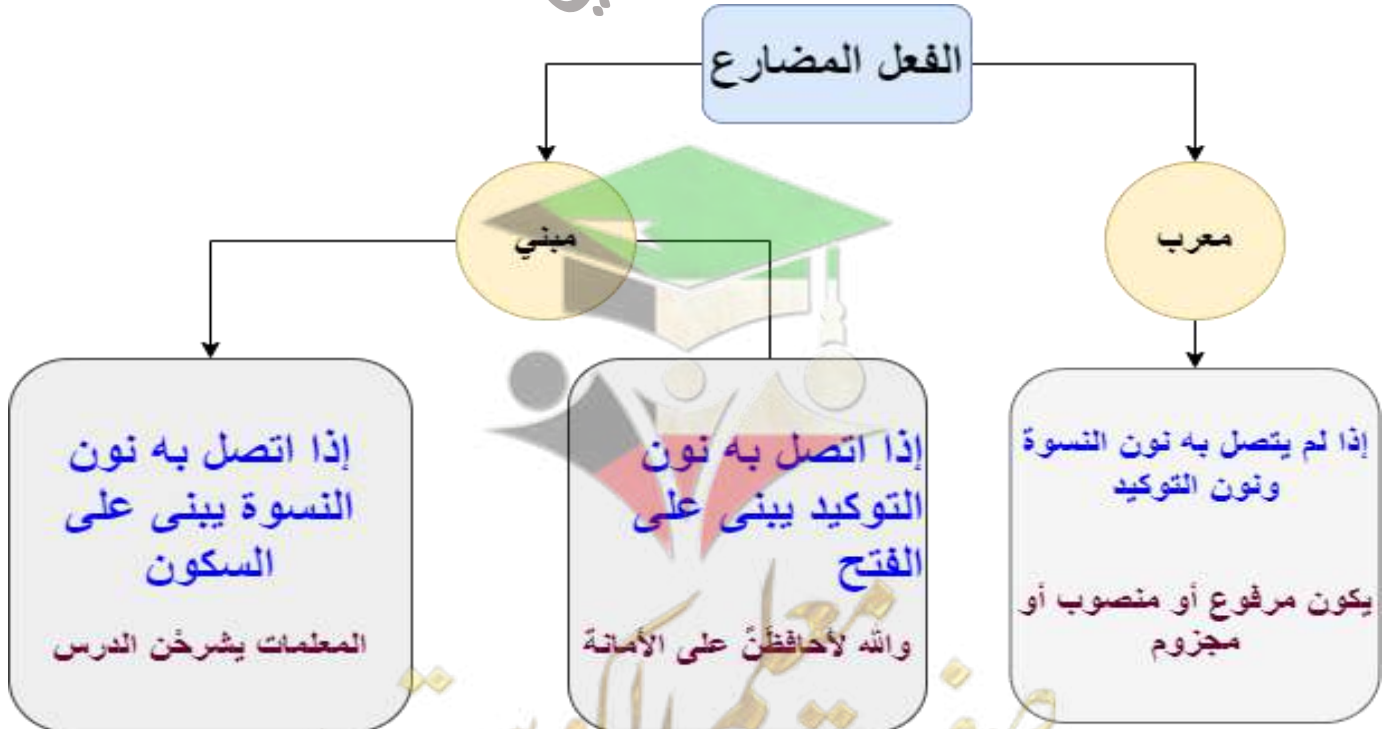 الفعل المضارع
معرب
مبني
إذا لم يتصل به نون النسوة
ونون التوكيد
يكون مرفوع أو منصوب أو
مجزوم
إذا اتصل به نون
التوكيد يبنى على
الفتح
والله لأحافظَنَّ على الأمانة
إذا اتصل به نون
النسوة يبنى على
السكون
المعلمات يشرحْن الدرس